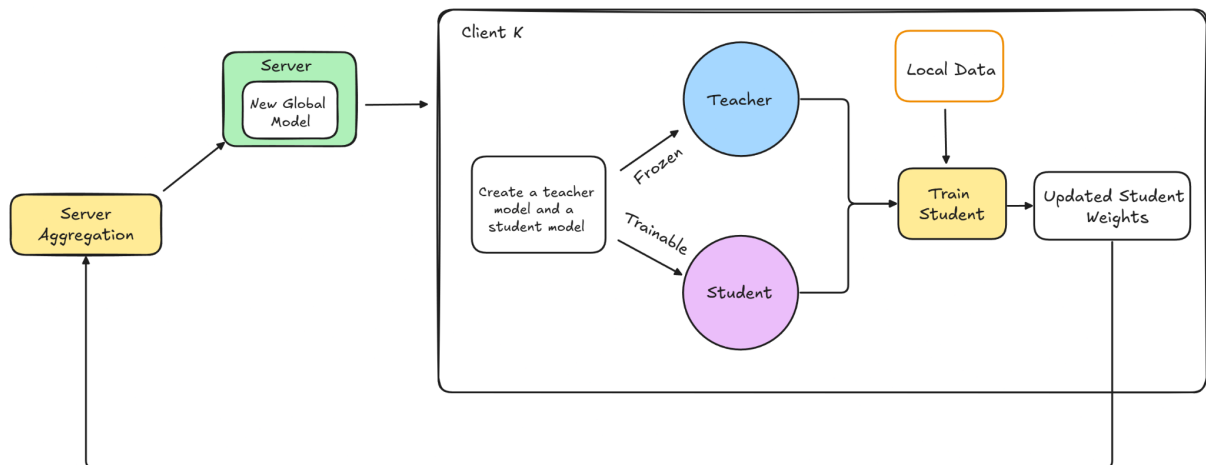 Client K
Server
New Global
Model
Server
Aggregation
Create a teacher
model and a
student model
Frozen
Trainable
Teacher
Student
Local Data
Train
Student
Updated Student
Weights